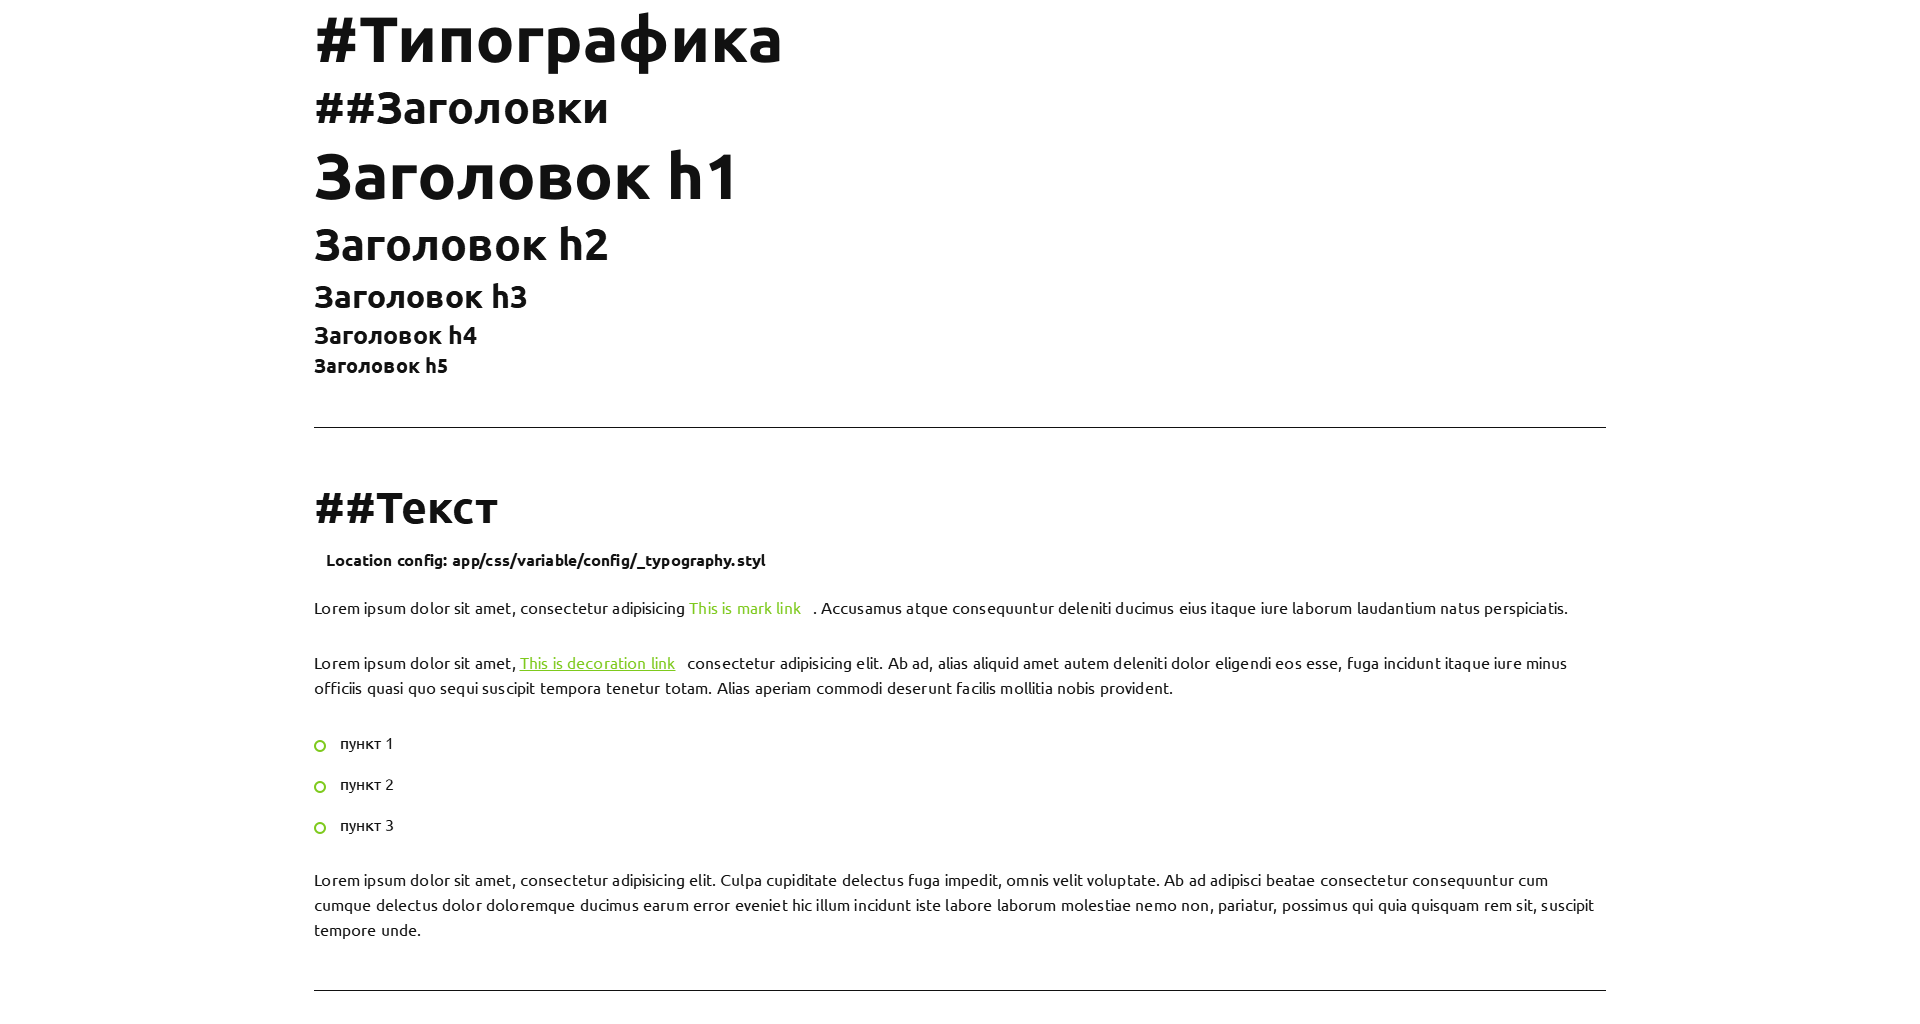 #Типографика
##Заголовки
Заголовок h1
Заголовок h2
Заголовок h3
Заголовок h4
Заголовок h5
##Текст
Location config: app/css/variable/config/_typography.styl
Lorem ipsum dolor sit amet, consectetur adipisicing This is mark link . Accusamus atque consequuntur deleniti ducimus eius itaque iure laborum laudantium natus perspiciatis.
Lorem ipsum dolor sit amet, This is decoration link consectetur adipisicing elit. Ab ad, alias aliquid amet autem deleniti dolor eligendi eos esse, fuga incidunt itaque iure minus
officiis quasi quo sequi suscipit tempora tenetur totam. Alias aperiam commodi deserunt facilis mollitia nobis provident.
пункт 1
пункт 2
пункт 3
Lorem ipsum dolor sit amet, consectetur adipisicing elit. Culpa cupiditate delectus fuga impedit, omnis velit voluptate. Ab ad adipisci beatae consectetur consequuntur cum
cumque delectus dolor doloremque ducimus earum error eveniet hic illum incidunt iste labore laborum molestiae nemo non, pariatur, possimus qui quia quisquam rem sit, suscipit
tempore unde.